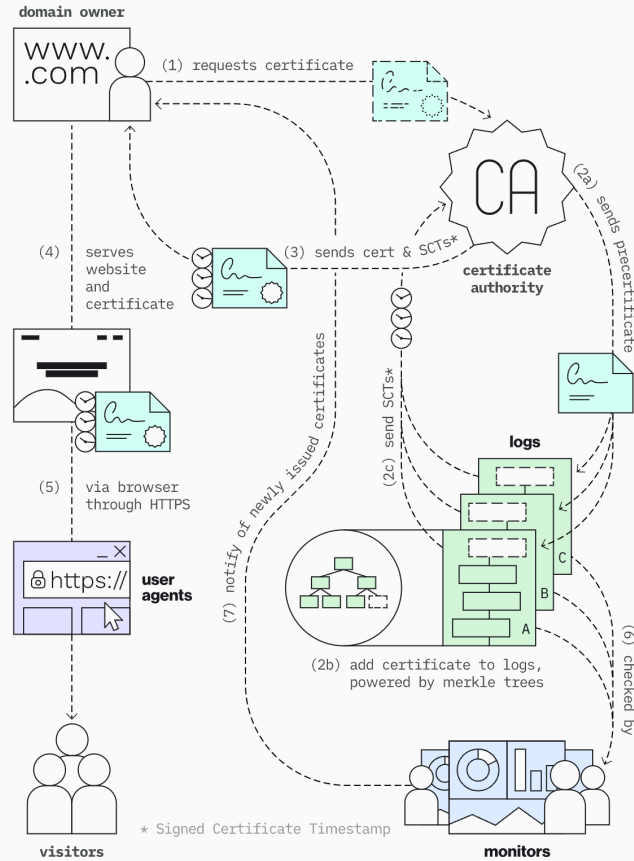 domain owner
www.
.com
(1) requests certificate
CA
(2a) sends precertificate
(3) sends cert & SCTs*
certificate
authority
(4) serves
website
and
certificate
(2c) send SCTs*
logs
(5) via browser
through HTTPS
(7) notify of newly issued certificates
https://
user
agents
C
B
A
(2b) add certificate to logs,
powered by merkle trees
(6) checked by
* Signed Certificate Timestamp
visitors
monitors